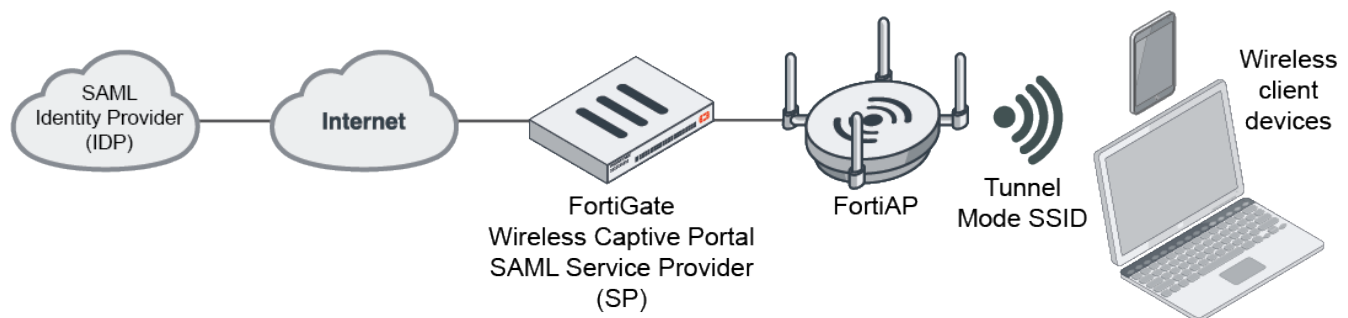 SAML
Identity Provider
(IDP)
Internet
FortiGate
Wireless Captive Portal
SAML Service Provider
(SP)
FortiAP
Tunnel
Mode SSID
Wireless
client
devices